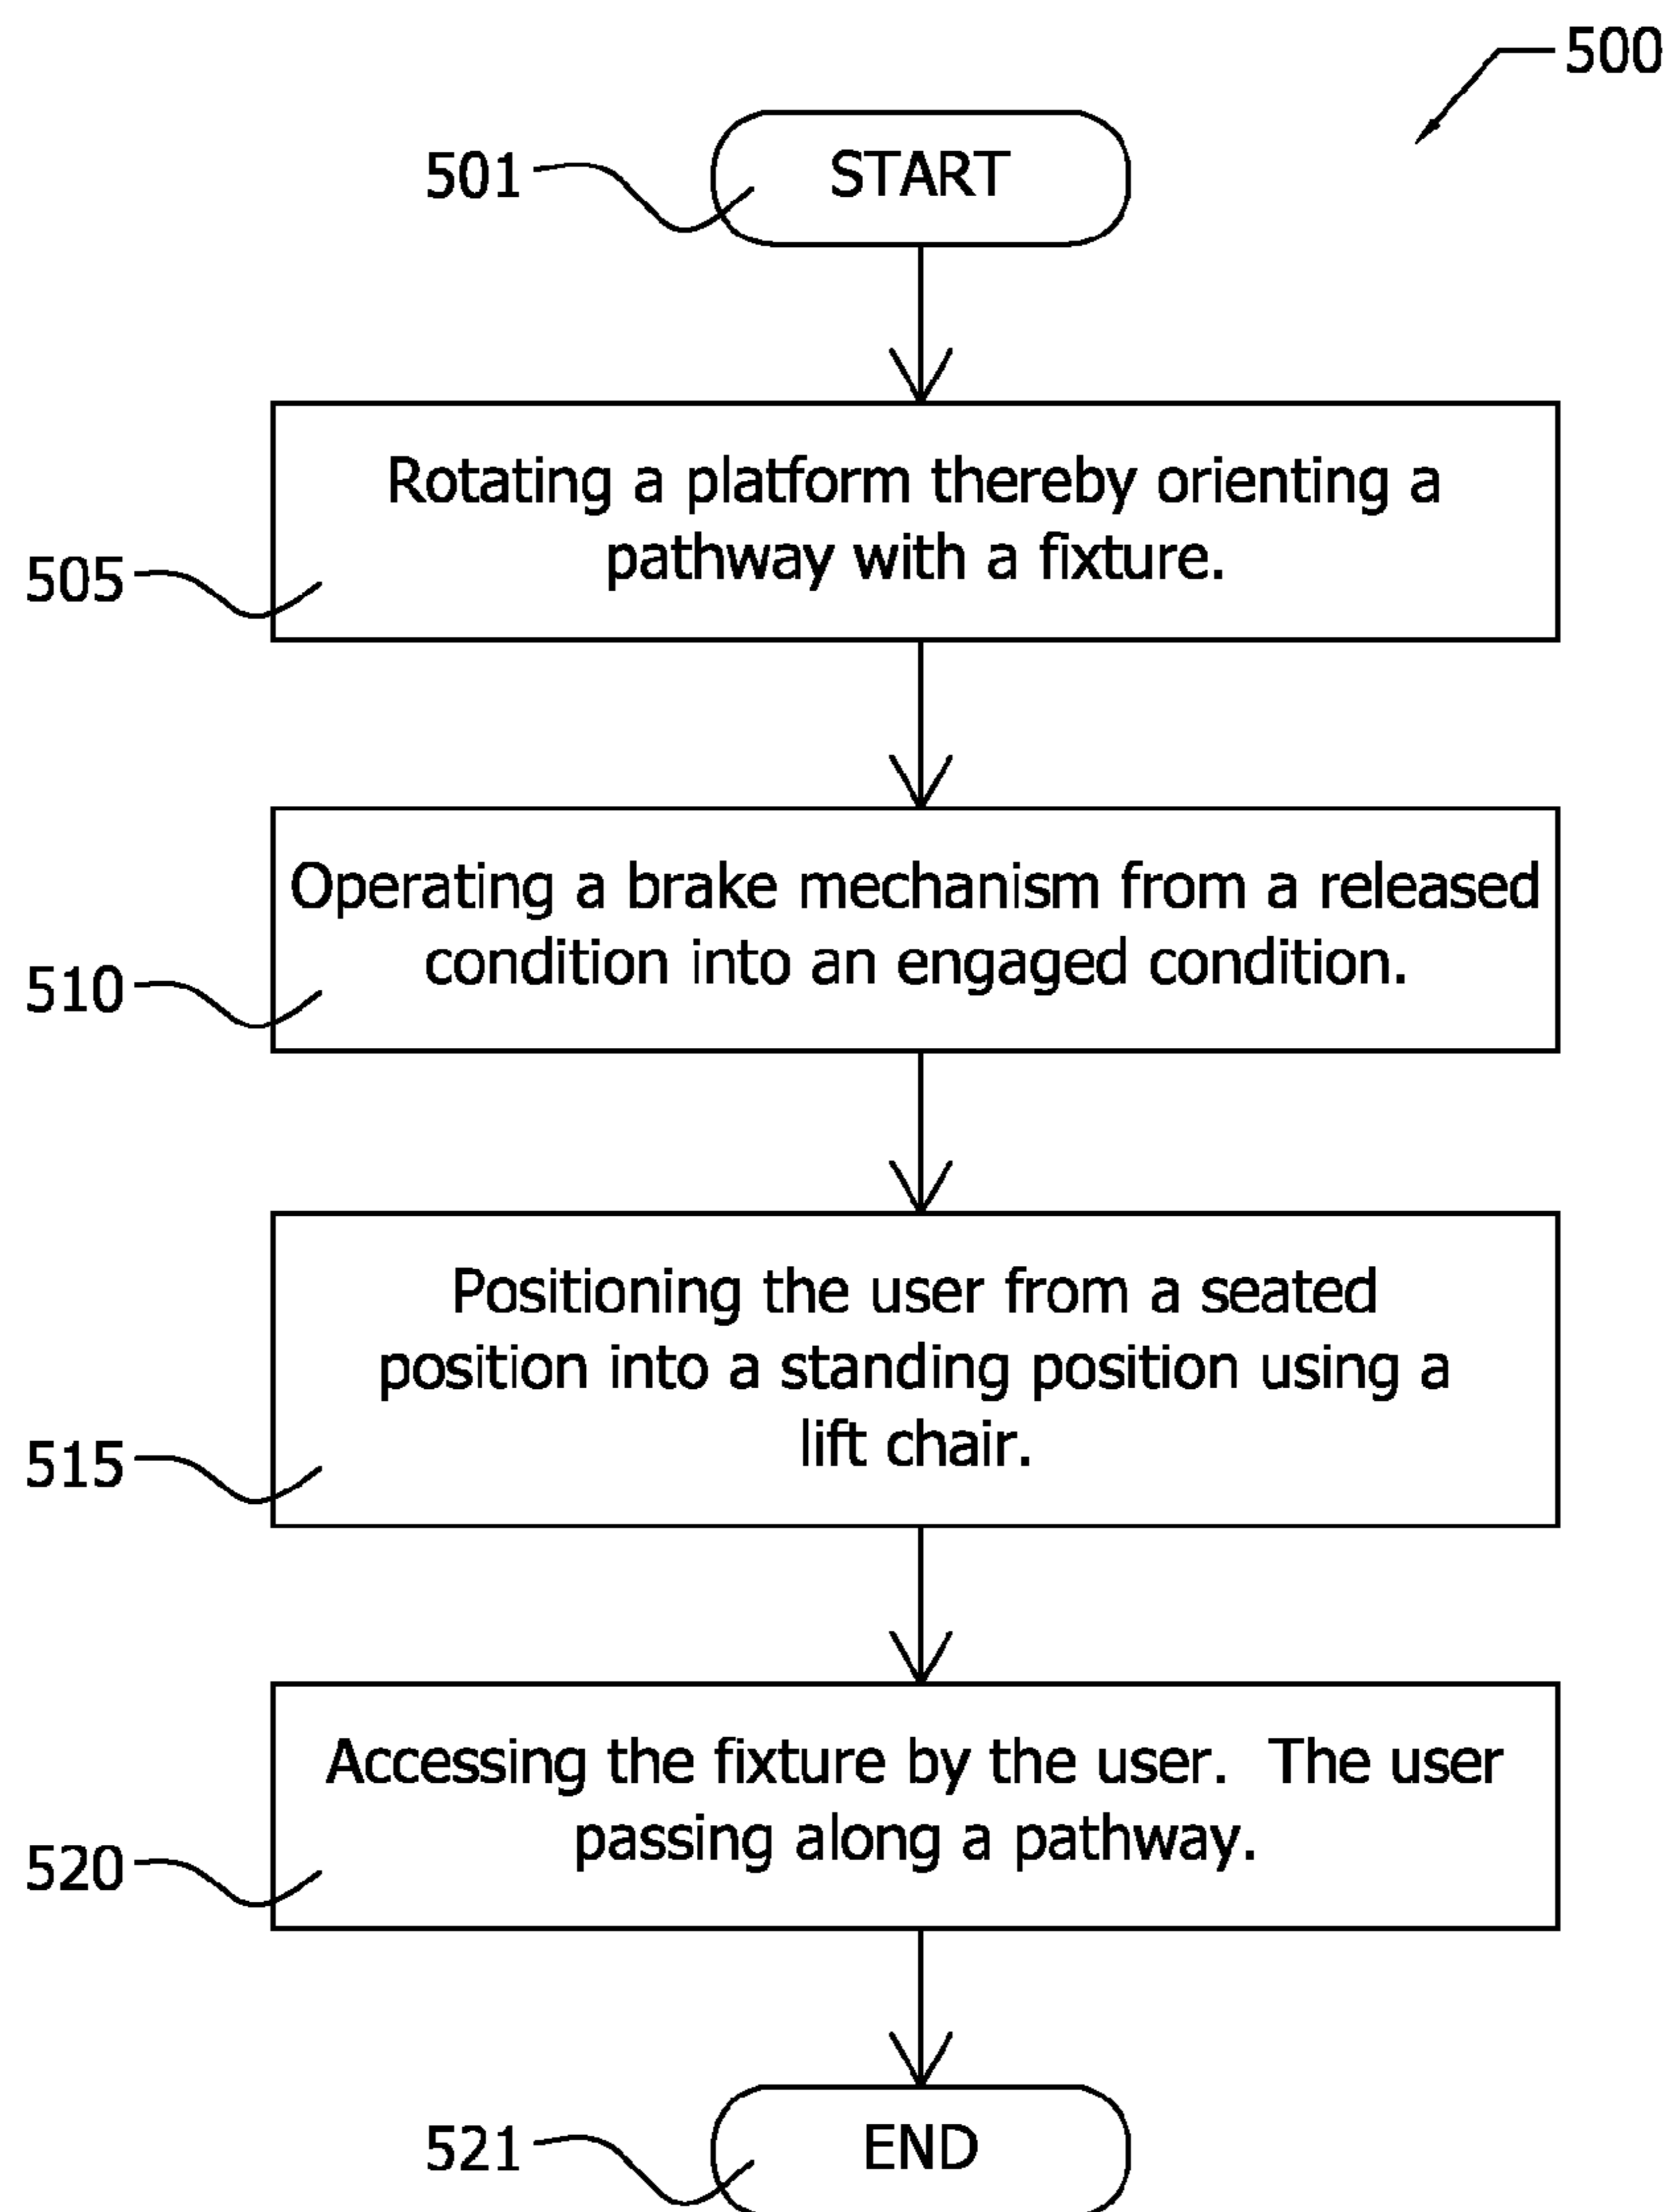 500
501
START
Rotating a platform thereby orienting a
pathway with a fixture.
505
Operating a brake mechanism from a released
condition into an engaged condition.
510
Positioning the user from a seated
position into a standing position using a
lift chair.
515
Accessing the fixture by the user.  The user
passing along a pathway.
520
521
END